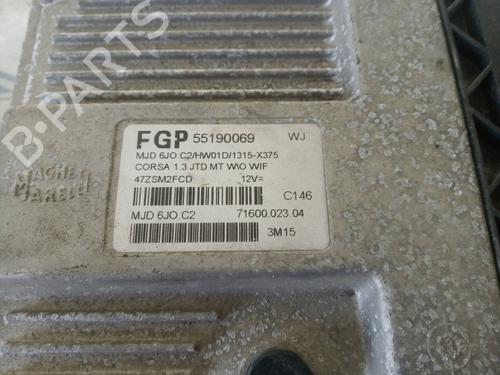 FGP 55190069 WJ
MJD 6JO.C2/HW01D/1315-X375
CORSA 1.3 JTD MT W\O WIF
47ZSM2FCD 12V=
C146
MJD 6JO.C2 71600.023.04
3M15
MAGNETI
MARELLI
B-PARTS